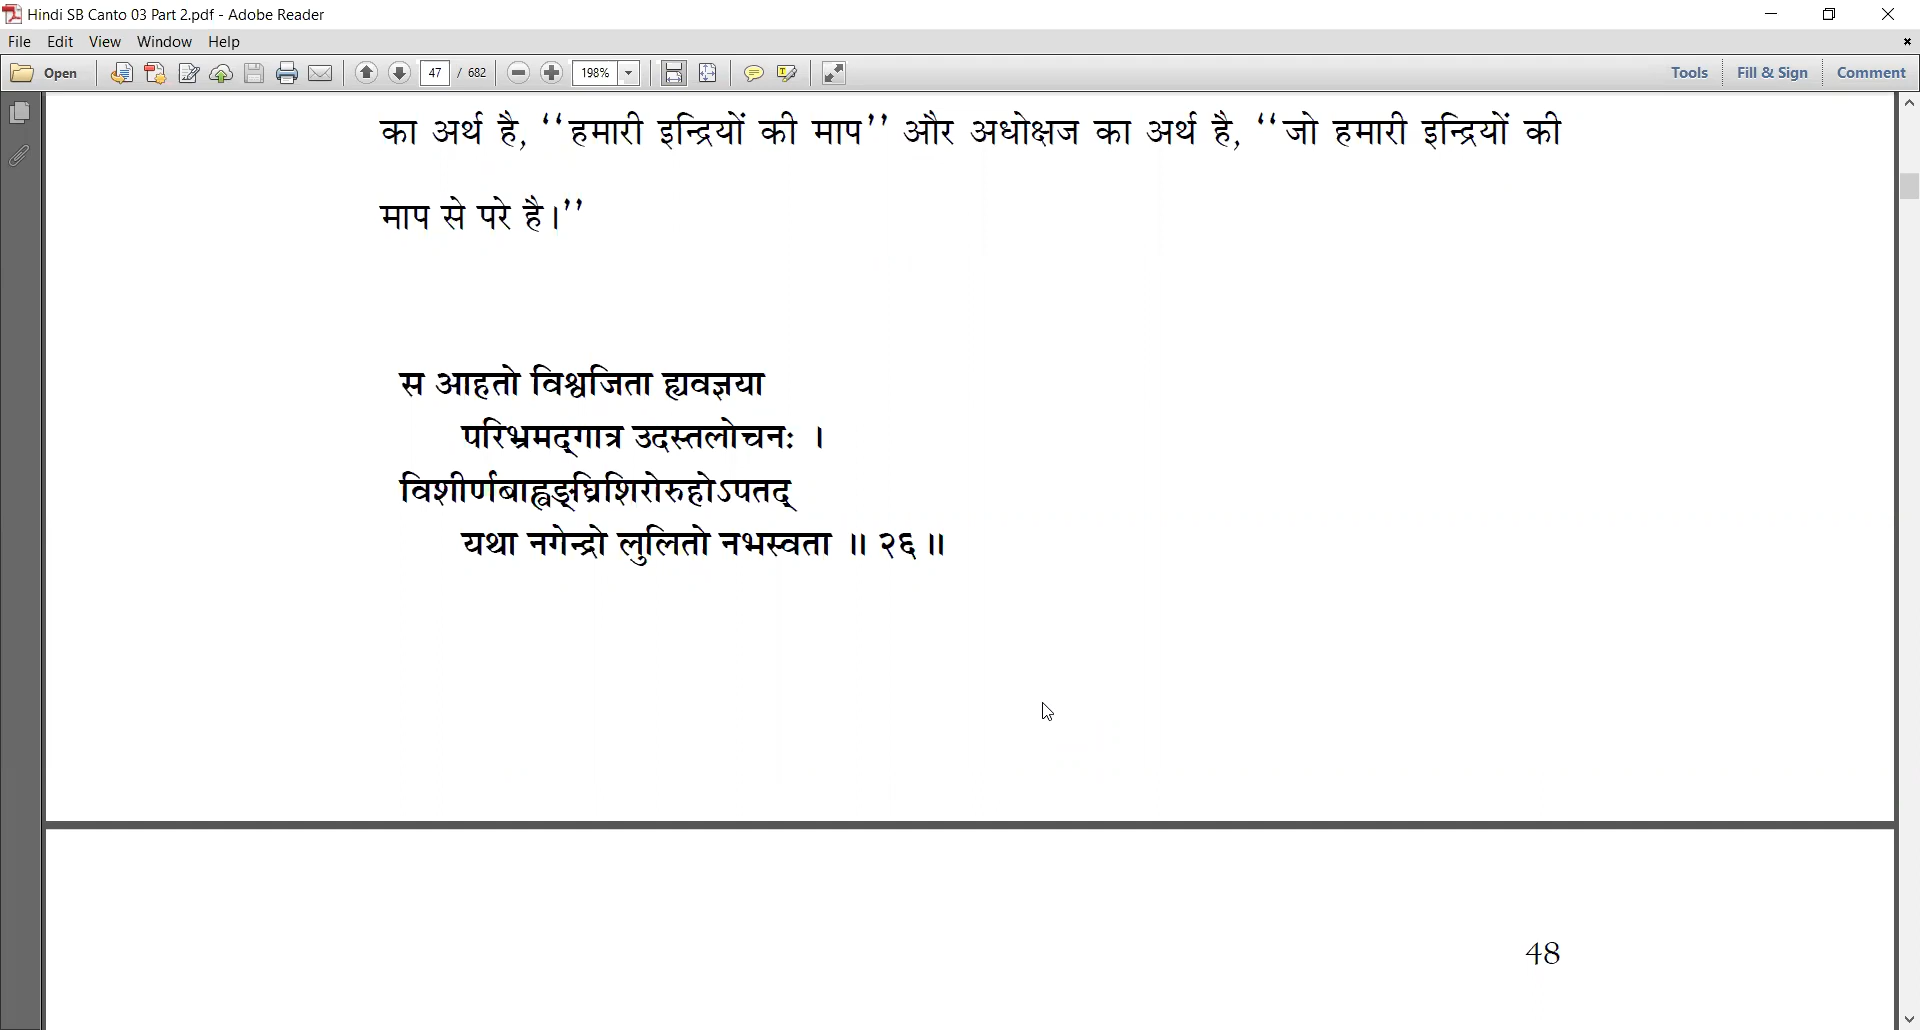 Hindi SB Canto 03 Part 2.pdf - Adobe Reader
File Edit View Window Help
Open 47 / 682 198% Tools Fill & Sign Comment
का अर्थ है, ‘‘हमारी इन्द्रियों की माप’’ और अधोक्षज का अर्थ है, ‘‘जो हमारी इन्द्रियों की
माप से परे है।’’
स आहतो विश्वजिता ह्यवज्ञया
परिभ्रमद्गात्र उदस्तलोचनः ।
विशीर्णबाह्वङ्‌घ्रिशिरोरुहोऽपतद्
यथा नगेन्द्रो लुलितो नभस्वता ॥ २६ ॥
48